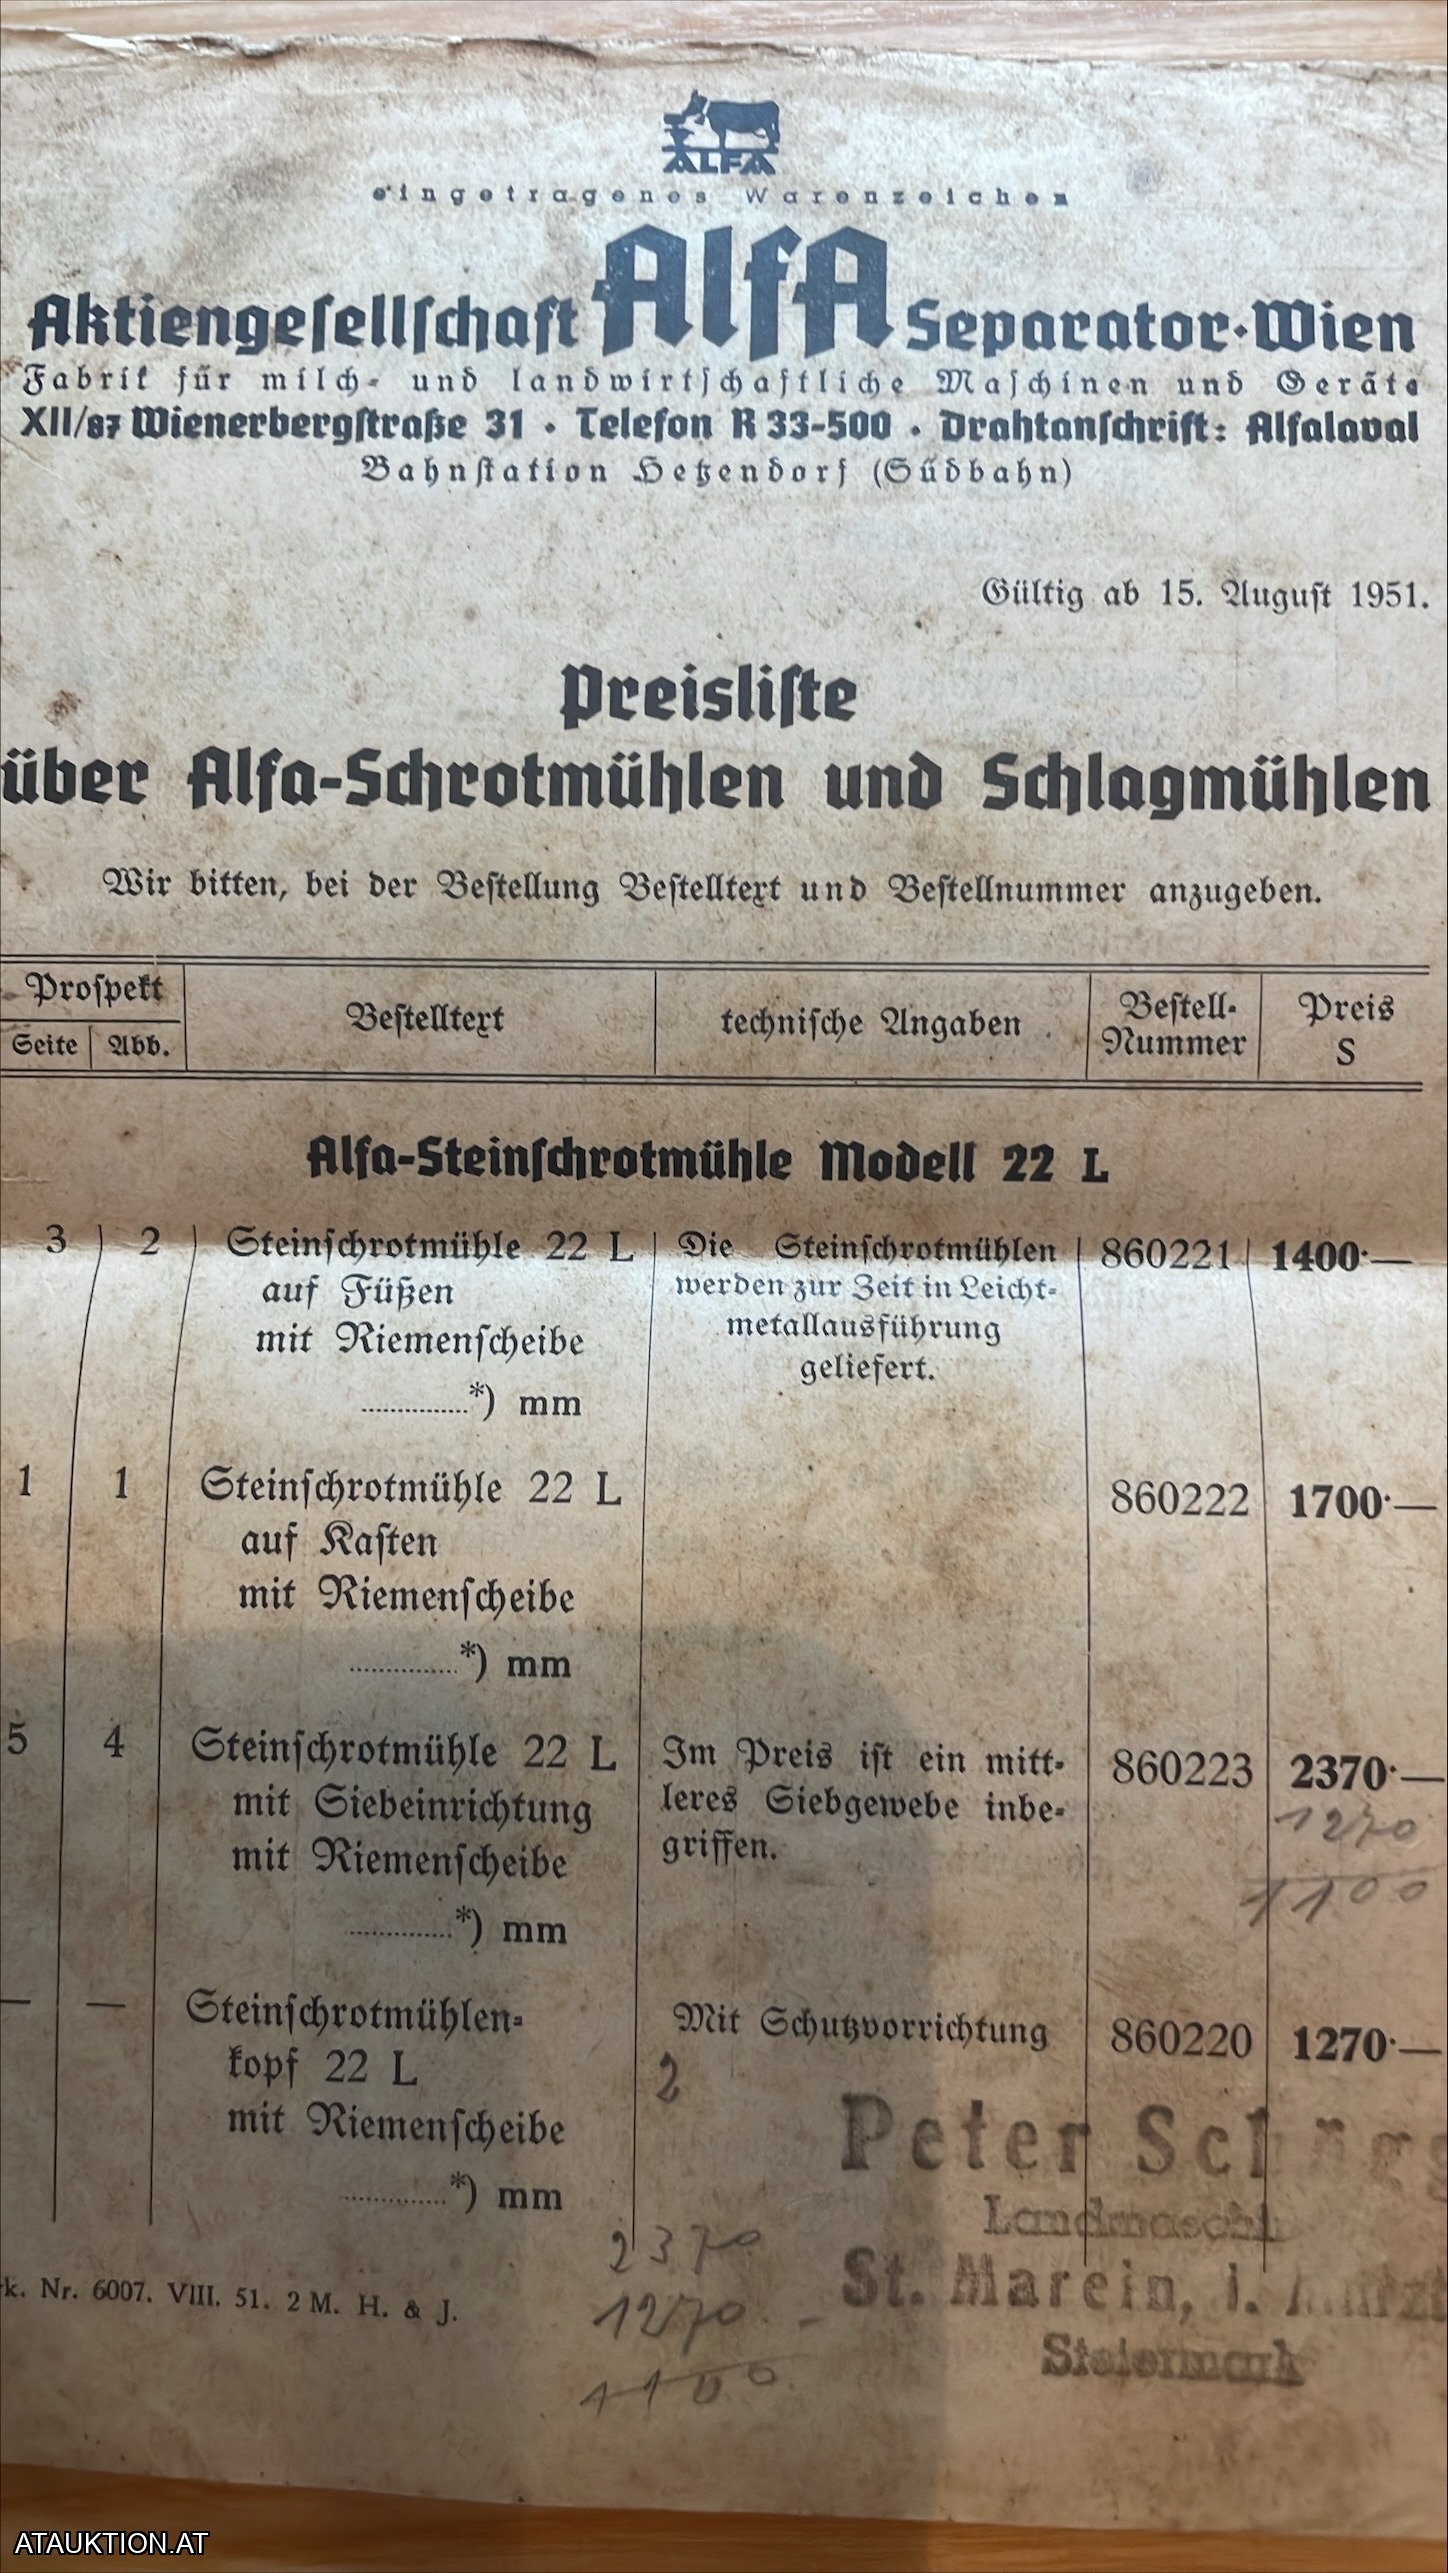 ALFA
eingetragenes Warenzeichen
Aktiengeſellſchaft AlfA Separator·Wien
Fabrik für milch- und landwirtſchaftliche Maſchinen und Geräte
XII/87 Wienerbergſtraße 31 · Telefon R 33-500 · Drahtanſchrift: Alfalaval
Bahnſtation Hetzendorf (Südbahn)
Gültig ab 15. Auguſt 1951.
Preisliſte
über Alfa-Schrotmühlen und Schlagmühlen
Wir bitten, bei der Beſtellung Beſtelltext und Beſtellnummer anzugeben.
Proſpekt
Seite Abb.
Beſtelltext
techniſche Angaben
Beſtell-
Nummer
Preis
S
Alfa-Steinſchrotmühle Modell 22 L
3 2 Steinſchrotmühle 22 L Die Steinſchrotmühlen 860221 1400·—
auf Füßen werden zur Zeit in Leicht-
mit Riemenſcheibe metallausführung
geliefert.
...............*) mm
1 1 Steinſchrotmühle 22 L 860222 1700·—
auf Kaſten
mit Riemenſcheibe
...............*) mm
5 4 Steinſchrotmühle 22 L Im Preis iſt ein mitt- 860223 2370·—
mit Siebeinrichtung leres Siebgewebe inbe- 1270
mit Riemenſcheibe griffen.
1100
...............*) mm
— — Steinſchrotmühlen- Mit Schutzvorrichtung 860220 1270·—
kopf 22 L 2
mit Riemenſcheibe
...............*) mm
Peter
St. Marein, i.
Steiermark
2370
1270.-
1100
Nr. 6007. VIII. 51. 2 M. H. & J.
ATAUKTION.AT